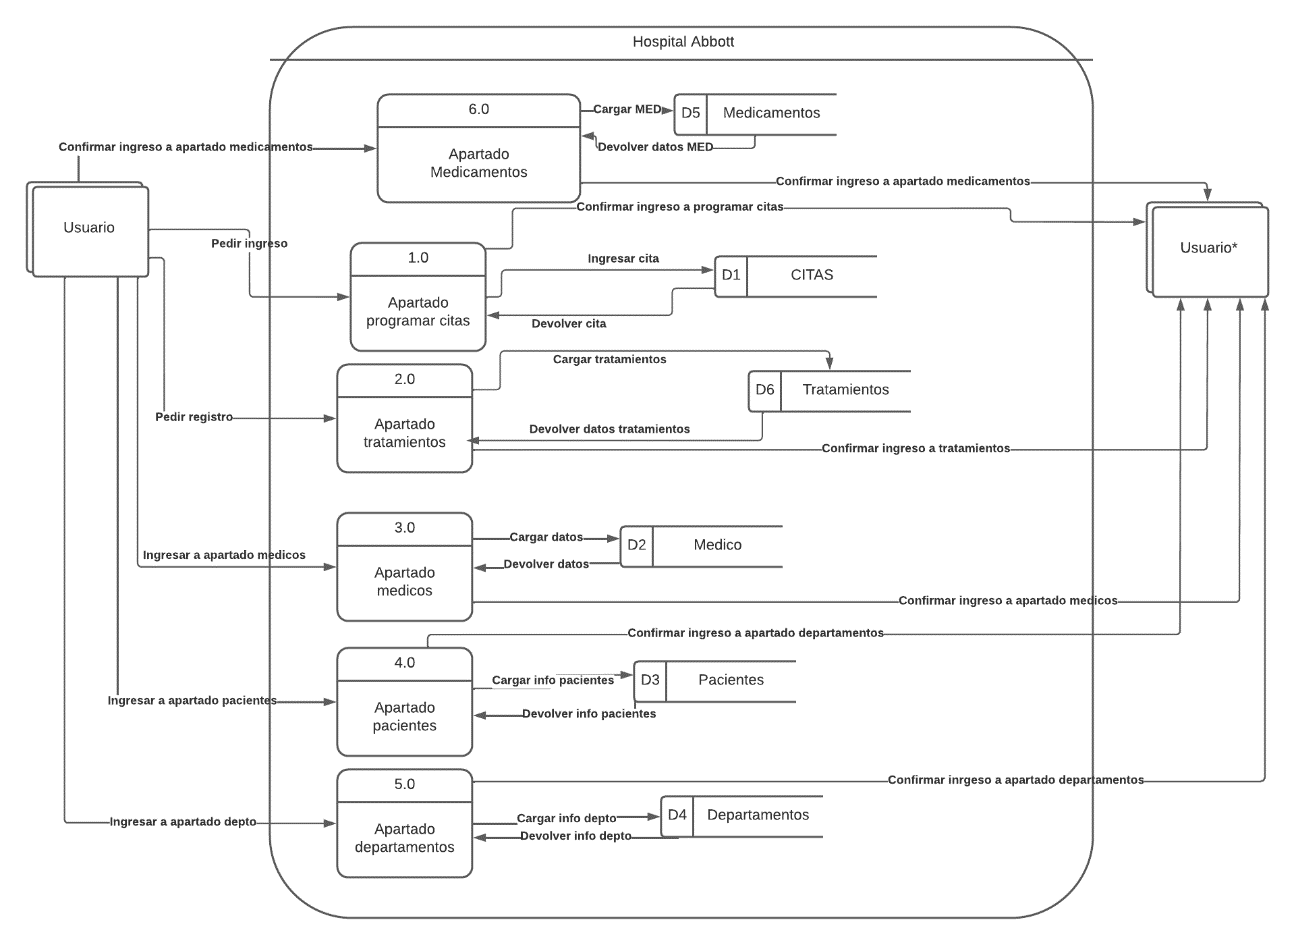 Hospital Abbott
6.0
Apartado
Medicamentos
Cargar MED
D5
Medicamentos
Devolver datos MED
Confirmar ingreso a apartado medicamentos
Confirmar ingreso a apartado medicamentos
Usuario
Confirmar ingreso a programar citas
Pedir ingreso
Usuario*
1.0
Apartado
programar citas
Ingresar cita
D1
CITAS
Devolver cita
Cargar tratamientos
2.0
Apartado
tratamientos
D6
Tratamientos
Pedir registro
Devolver datos tratamientos
Confirmar ingreso a tratamientos
3.0
Apartado
medicos
Cargar datos
D2
Medico
Ingresar a apartado medicos
Devolver datos
Confirmar ingreso a apartado medicos
Confirmar ingreso a apartado departamentos
4.0
Apartado
pacientes
Cargar info pacientes
D3
Pacientes
Ingresar a apartado pacientes
Devolver info pacientes
5.0
Apartado
departamentos
Confirmar inrgeso a apartado departamentos
Ingresar a apartado depto
Cargar info depto
D4
Departamentos
Devolver info depto